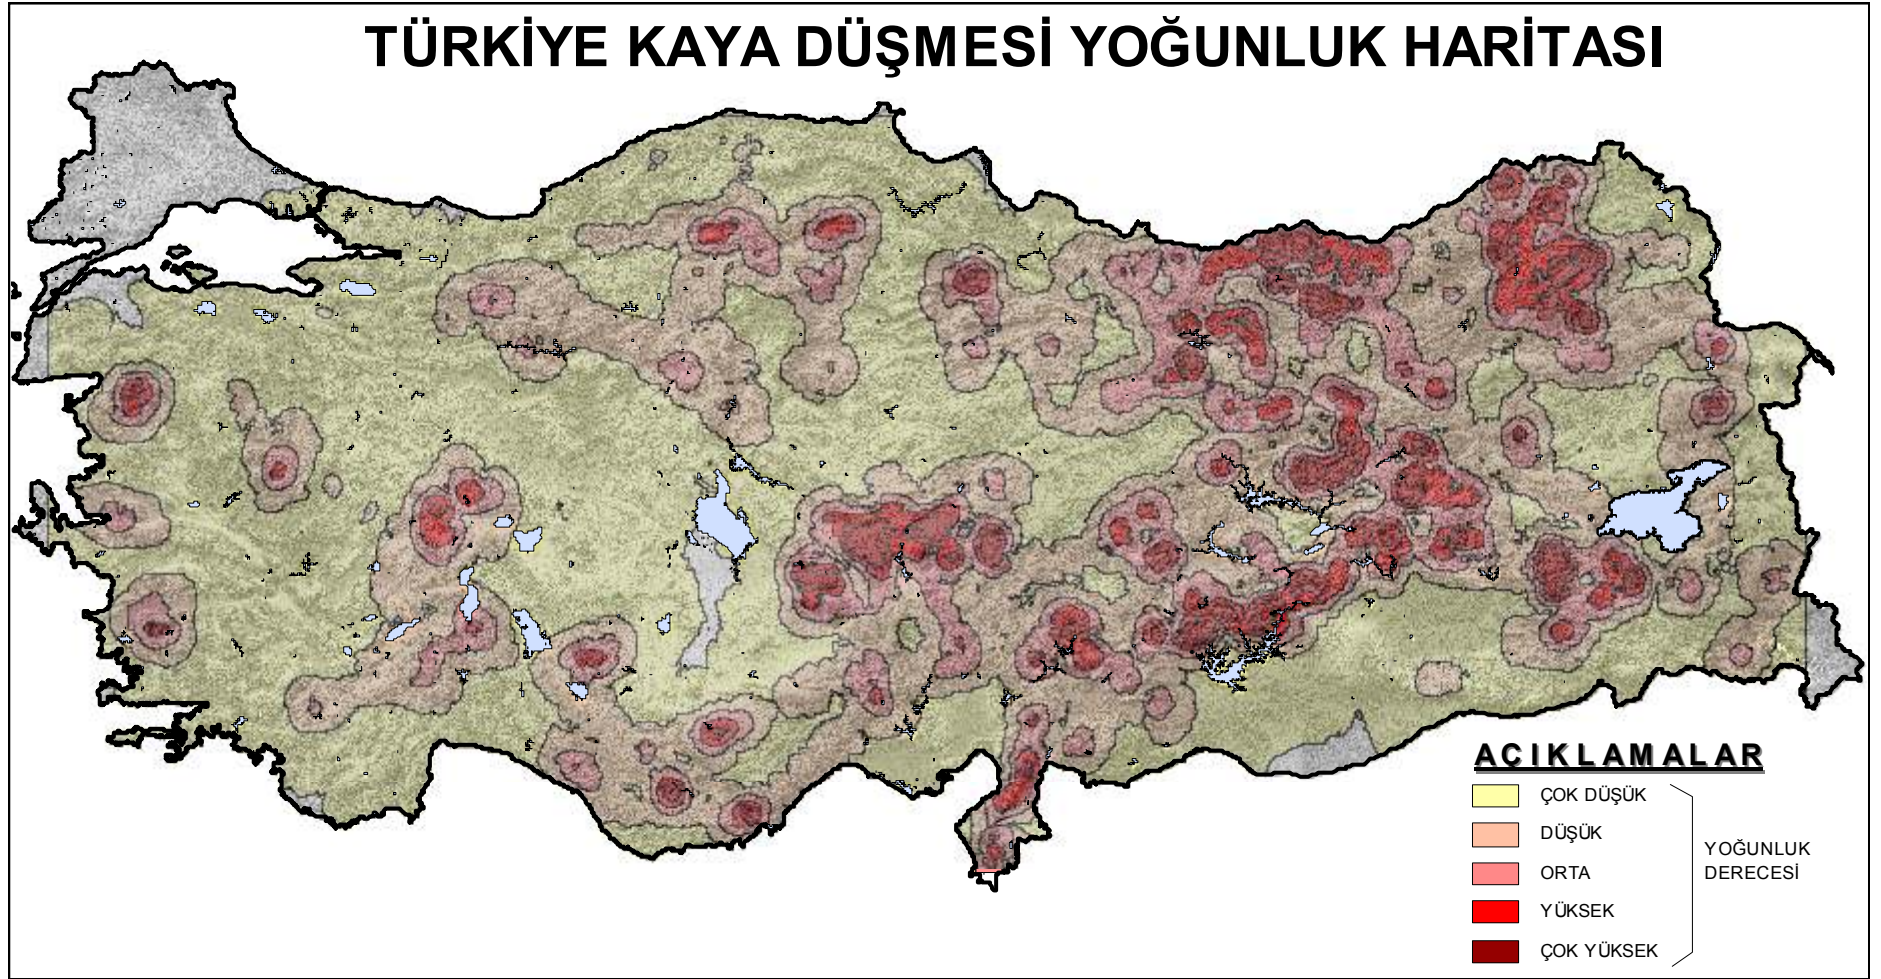 TÜRKİYE KAYA DÜŞMESİ YOĞUNLUK HARİTASI
AÇIKLAMALAR
ÇOK DÜŞÜK
DÜŞÜK
ORTA
YÜKSEK
ÇOK YÜKSEK
YOĞUNLUK
DERECESİ